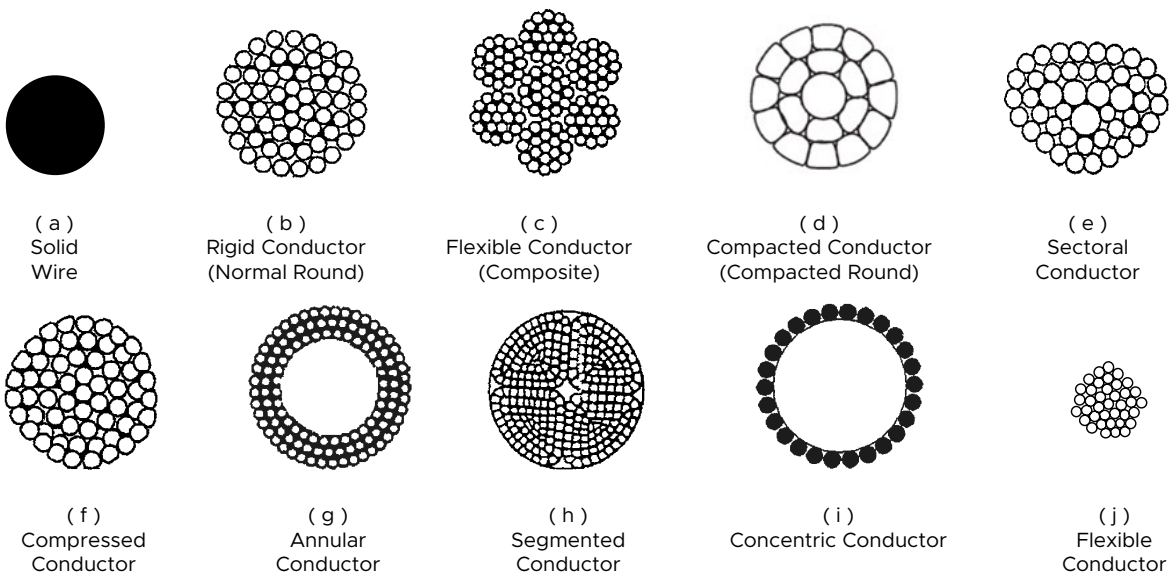 ( a )
Solid
Wire
( b )
Rigid Conductor
(Normal Round)
( c )
Flexible Conductor
(Composite)
( d )
Compacted Conductor
(Compacted Round)
( e )
Sectoral
Conductor
( f )
Compressed
Conductor
( g )
Annular
Conductor
( h )
Segmented
Conductor
( i )
Concentric Conductor
( j )
Flexible
Conductor